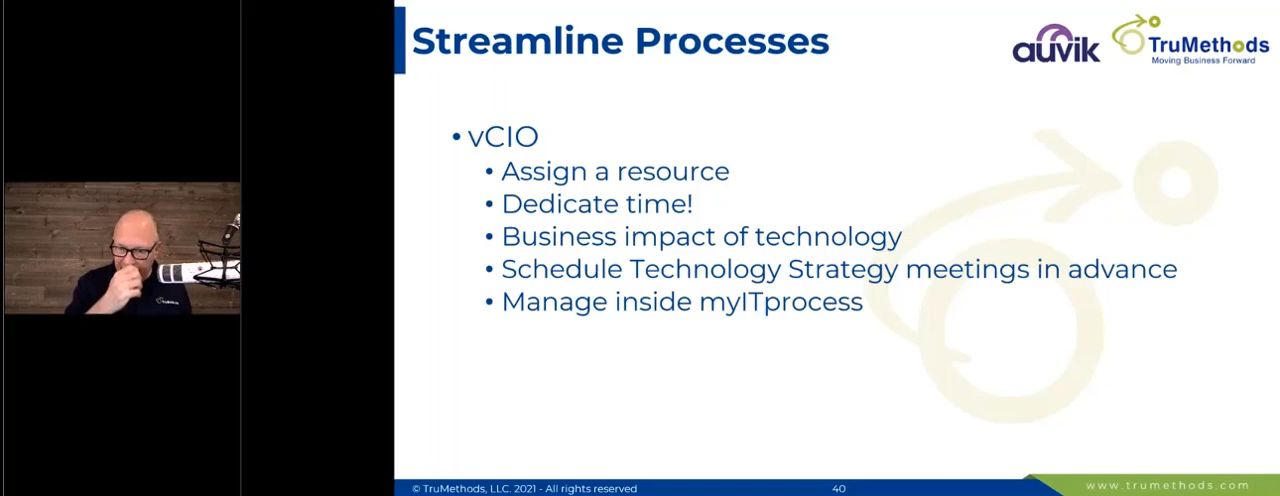 Streamline Processes
auvik
TruMethods
Moving Business Forward
• vCIO
• Assign a resource
• Dedicate time!
• Business impact of technology
• Schedule Technology Strategy meetings in advance
• Manage inside myITprocess
TruMethods
© TruMethods, LLC. 2021 - All rights reserved
40
www.trumethods.com